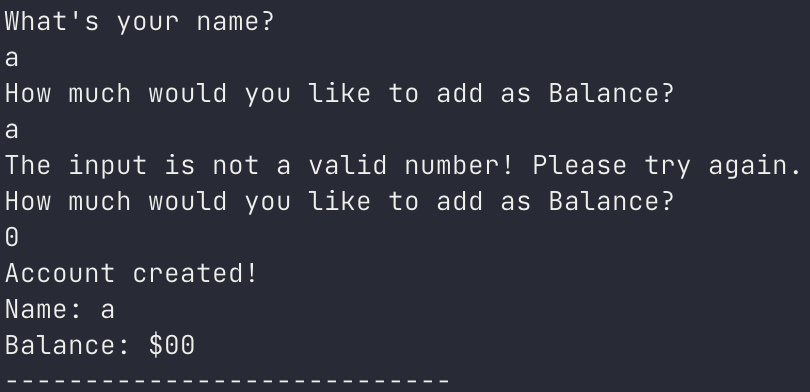 What's your name?
a
How much would you like to add as Balance?
a
The input is not a valid number! Please try again.
How much would you like to add as Balance?
0
Account created!
Name: a
Balance: $00
----------------------------